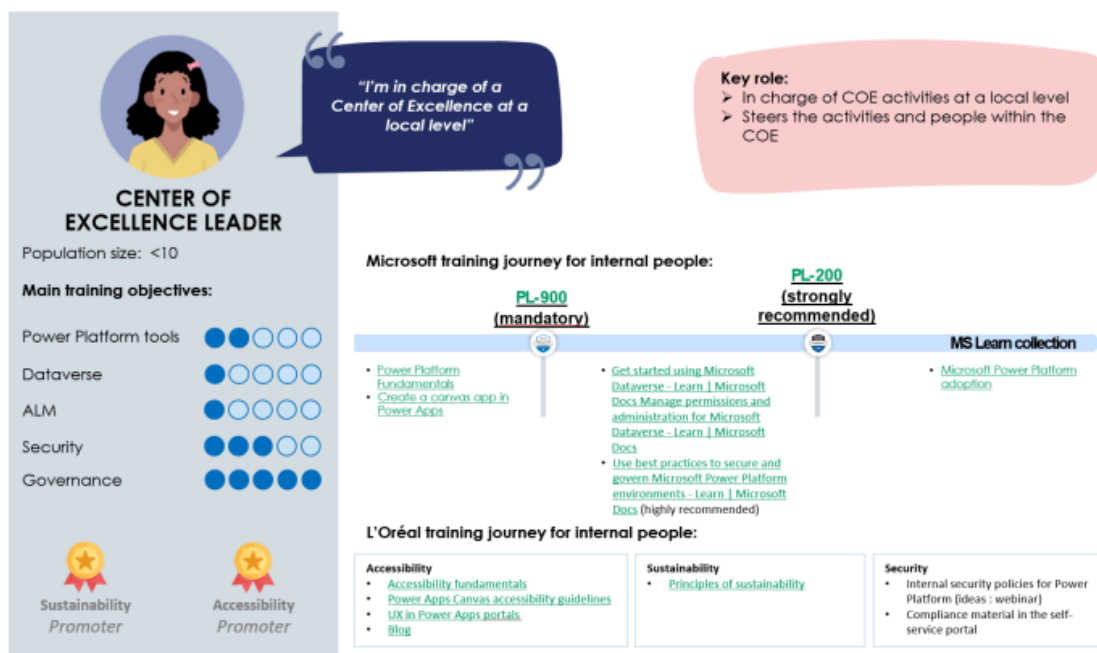 "I'm in charge of a
Center of Excellence at a
local level"
Key role:
➢ In charge of COE activities at a local level
➢ Steers the activities and people within the
COE
CENTER OF
EXCELLENCE LEADER
Population size: <10
Main training objectives:
Power Platform tools
Dataverse
ALM
Security
Governance
Sustainability
Promoter
Accessibility
Promoter
Microsoft training journey for internal people:
PL-900
(mandatory)
PL-200
(strongly
recommended)
MS Learn collection
• Power Platform
Fundamentals
• Create a canvas app in
Power Apps
• Get started using Microsoft
Dataverse - Learn | Microsoft
Docs Manage permissions and
administration for Microsoft
Dataverse - Learn | Microsoft
Docs
• Use best practices to secure and
govern Microsoft Power Platform
environments - Learn | Microsoft
Docs (highly recommended)
• Microsoft Power Platform
adoption
L'Oréal training journey for internal people:
Accessibility
• Accessibility fundamentals
• Power Apps Canvas accessibility guidelines
• UX in Power Apps portals
• Blog
Sustainability
• Principles of sustainability
Security
• Internal security policies for Power
Platform (ideas : webinar)
• Compliance material in the self-
service portal